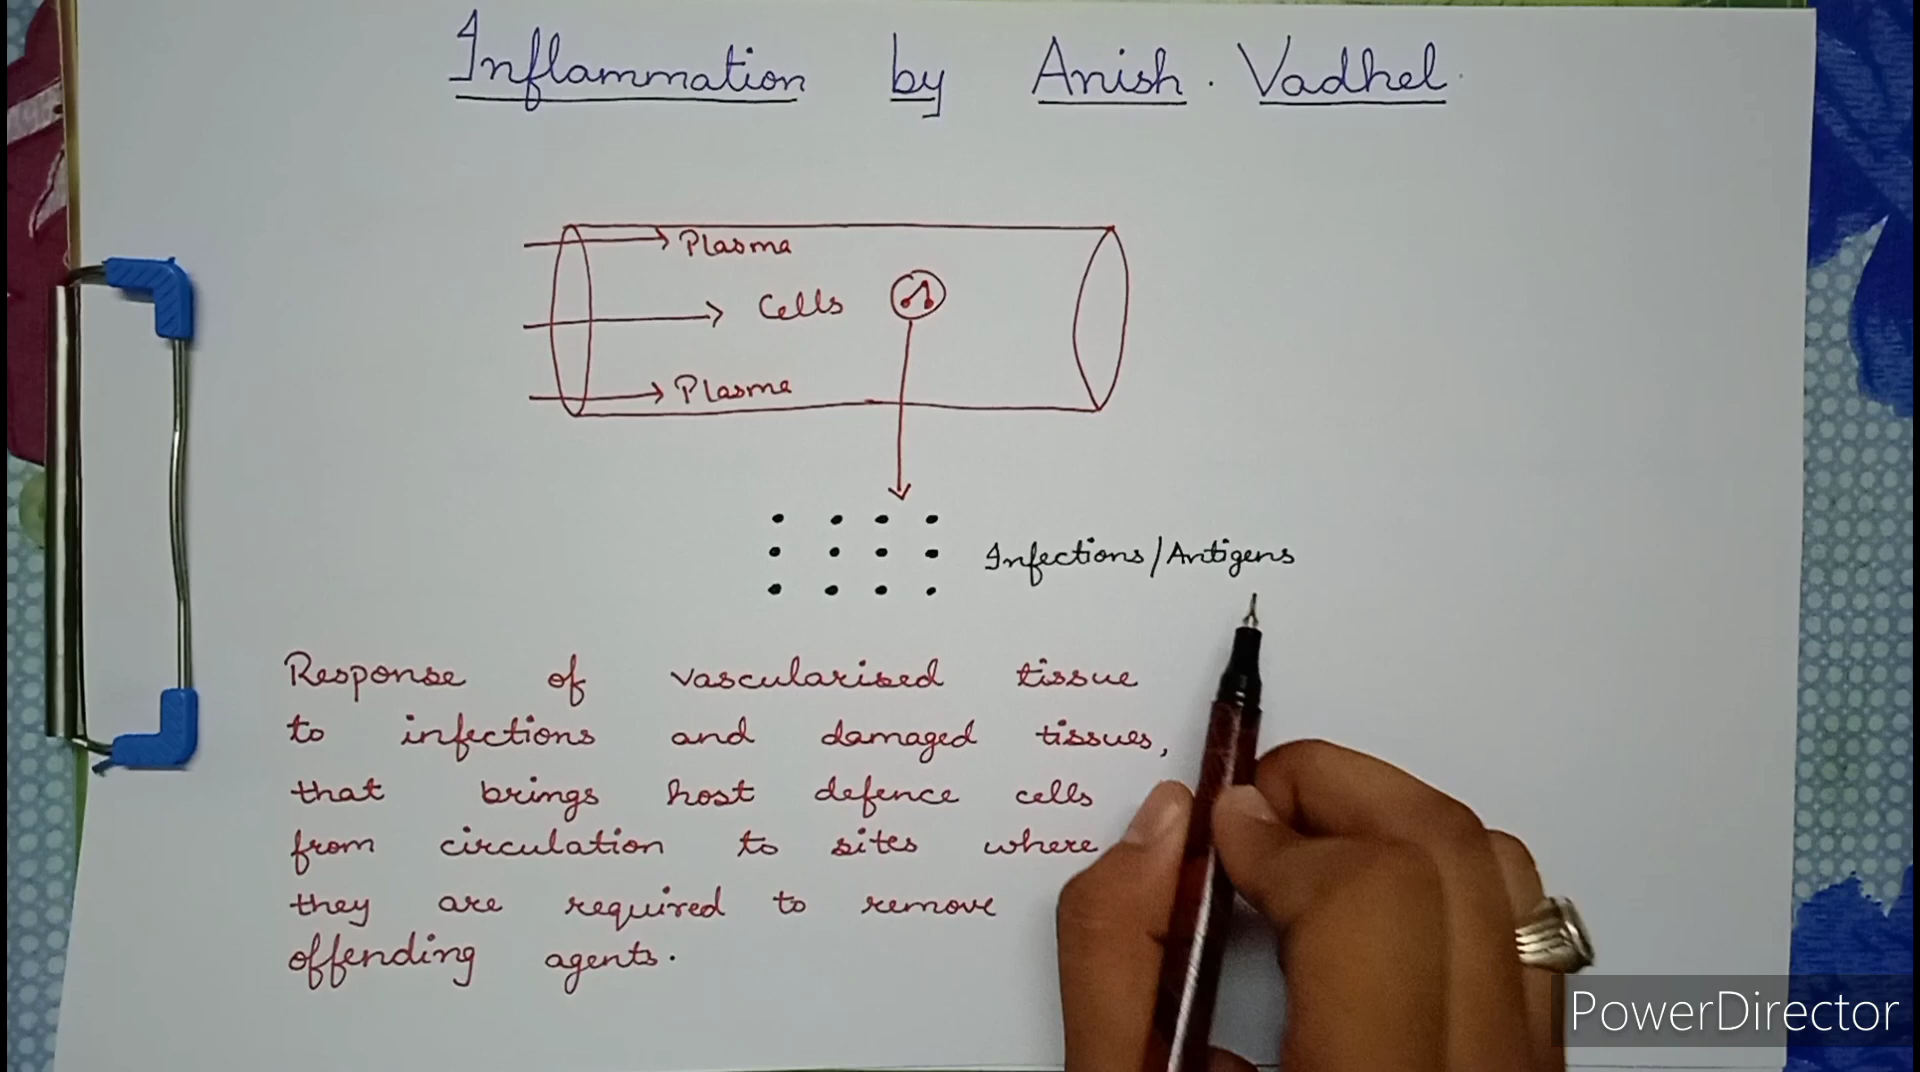 Inflammation by Anish. Vadhel.
Plasma
Cells
Plasma
Infections/Antigens
Response of vascularised tissue
to infections and damaged tissues,
that brings host defence cells
from circulation to sites where
they are required to remove
offending agents.
PowerDirector